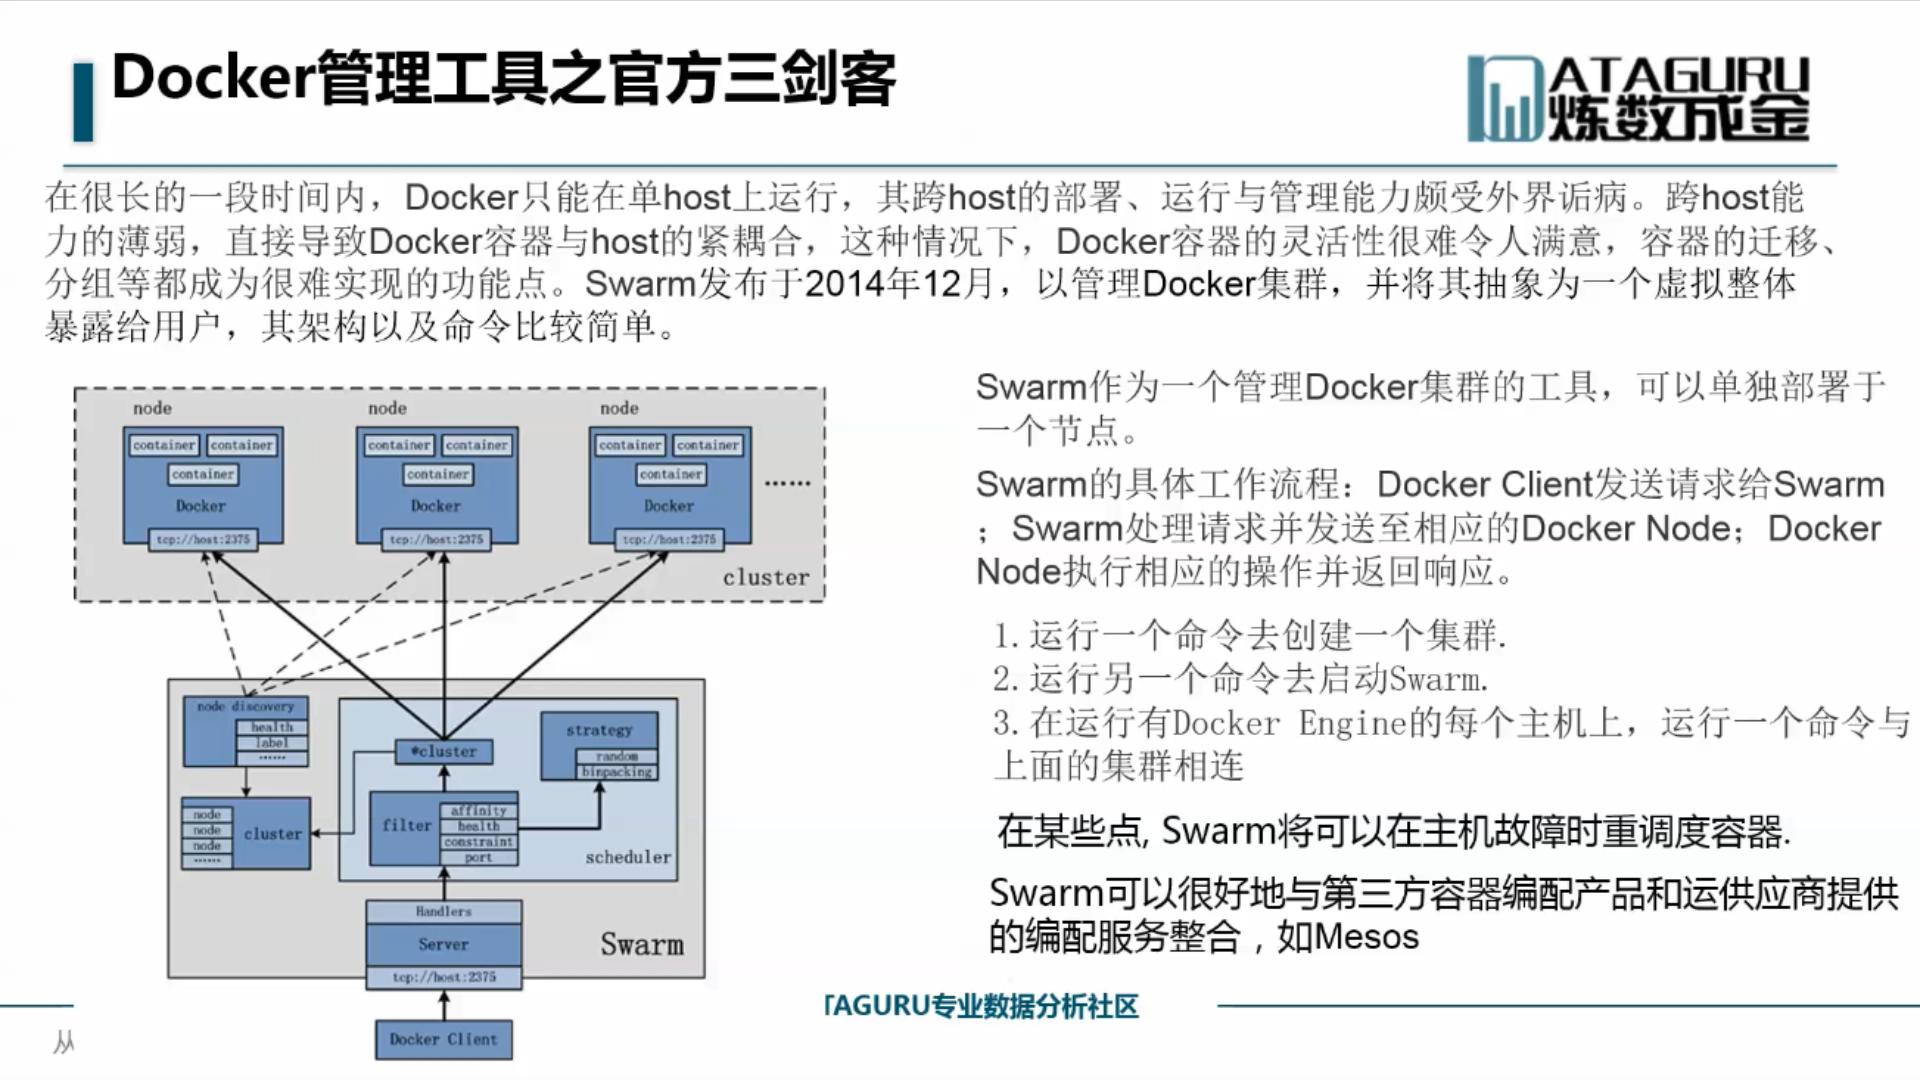 Docker管理工具之官方三剑客
ATAGURU
炼数成金
在很长的一段时间内，Docker只能在单host上运行，其跨host的部署、运行与管理能力颇受外界诟病。跨host能
力的薄弱，直接导致Docker容器与host的紧耦合，这种情况下，Docker容器的灵活性很难令人满意，容器的迁移、
分组等都成为很难实现的功能点。Swarm发布于2014年12月，以管理Docker集群，并将其抽象为一个虚拟整体
暴露给用户，其架构以及命令比较简单。
node node node
container container container container container container
container container container
Docker Docker Docker
......
tcp://host:2375 tcp://host:2375 tcp://host:2375
cluster
node discovery
health
label
......
*cluster
strategy
random
binpacking
node
node
node
......
cluster
filter
affinity
health
constraint
port
scheduler
Handlers
Server
tcp://host:2375
Swarm
Docker Client
Swarm作为一个管理Docker集群的工具，可以单独部署于
一个节点。
Swarm的具体工作流程：Docker Client发送请求给Swarm
；Swarm处理请求并发送至相应的Docker Node；Docker
Node执行相应的操作并返回响应。
1.运行一个命令去创建一个集群.
2.运行另一个命令去启动Swarm.
3.在运行有Docker Engine的每个主机上，运行一个命令与
上面的集群相连
在某些点, Swarm将可以在主机故障时重调度容器.
Swarm可以很好地与第三方容器编配产品和运供应商提供
的编配服务整合，如Mesos
TAGURU专业数据分析社区
从